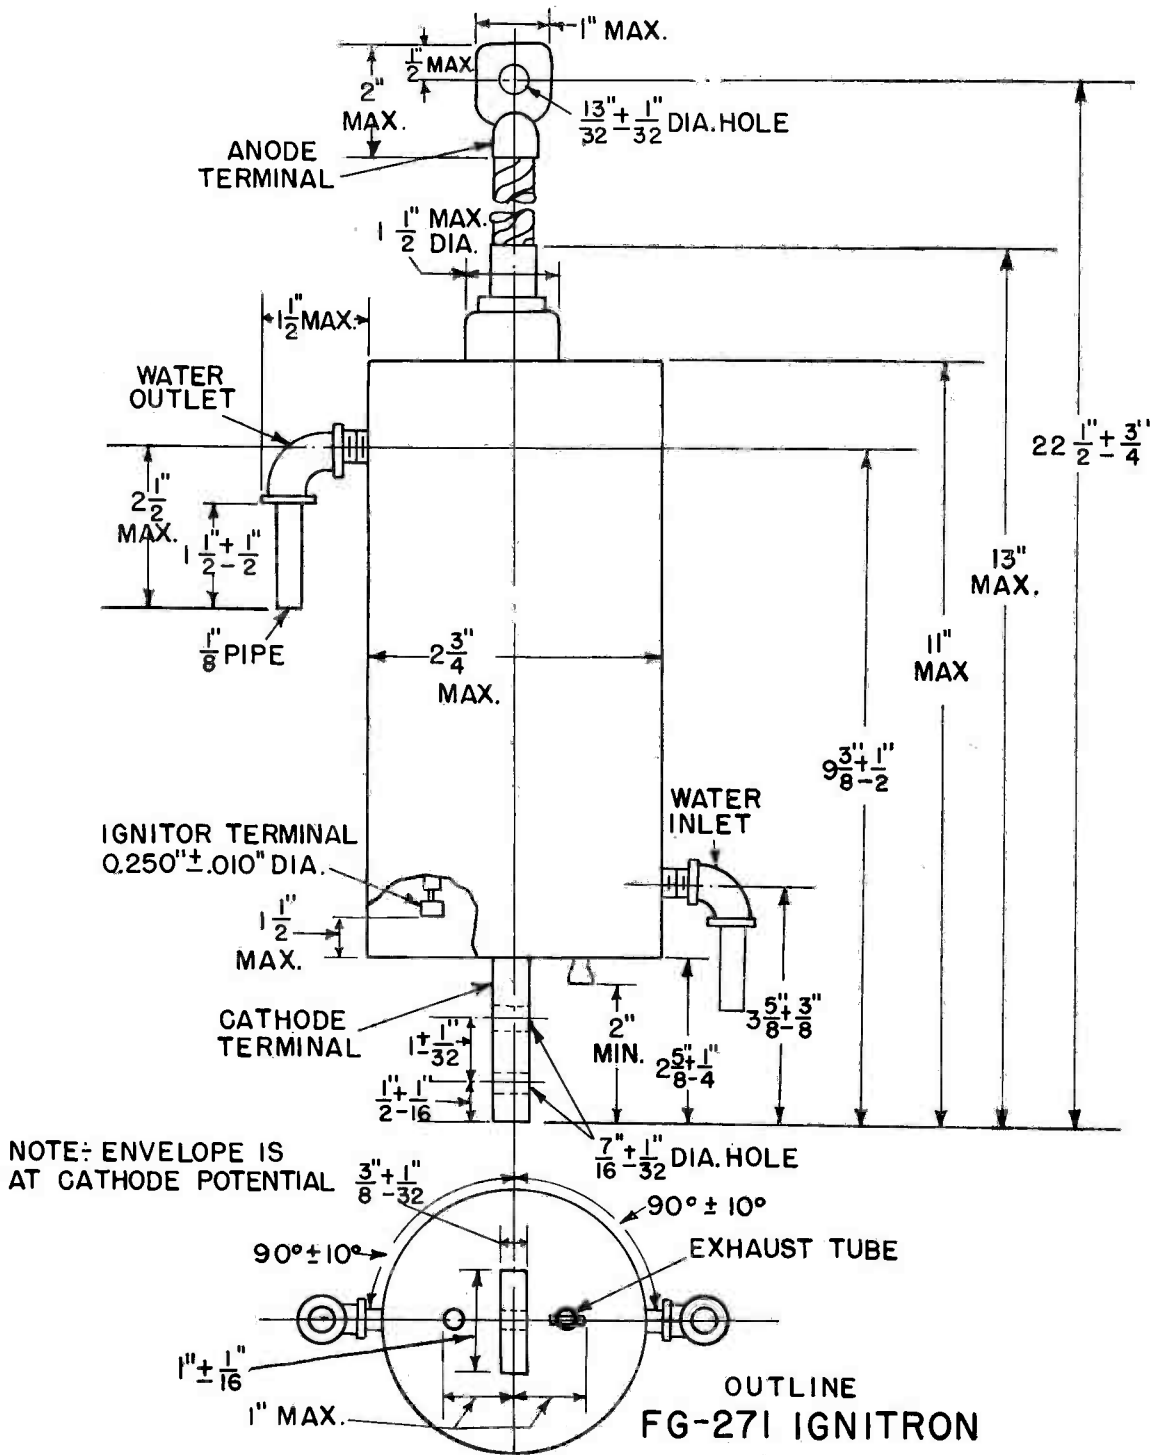 1" MAX.
1/2" MAX
2"
MAX.
13/32" ± 1/32" DIA. HOLE
ANODE
TERMINAL
1 1/2" MAX.
DIA.
1 1/2" MAX.
WATER
OUTLET
22 1/2" ± 3/4"
2 1/2"
MAX.
1 1/2" ± 1/2"
13"
MAX.
1/8" PIPE
2 3/4"
MAX.
11"
MAX
9 3/8" ± 1/2"
WATER
INLET
IGNITOR TERMINAL
0.250" ± .010" DIA.
1 1/2"
MAX.
CATHODE
TERMINAL
1 ± 1/32"
2"
MIN.
2 5/8" ± 1/4"
3 5/8" ± 3/8"
1/2" ± 1/16"
7/16" ± 1/32" DIA. HOLE
NOTE: ENVELOPE IS
AT CATHODE POTENTIAL
3/8" ± 1/32"
90° ± 10°
90° ± 10°
EXHAUST TUBE
1" ± 1/16"
1" MAX.
OUTLINE
FG-271 IGNITRON